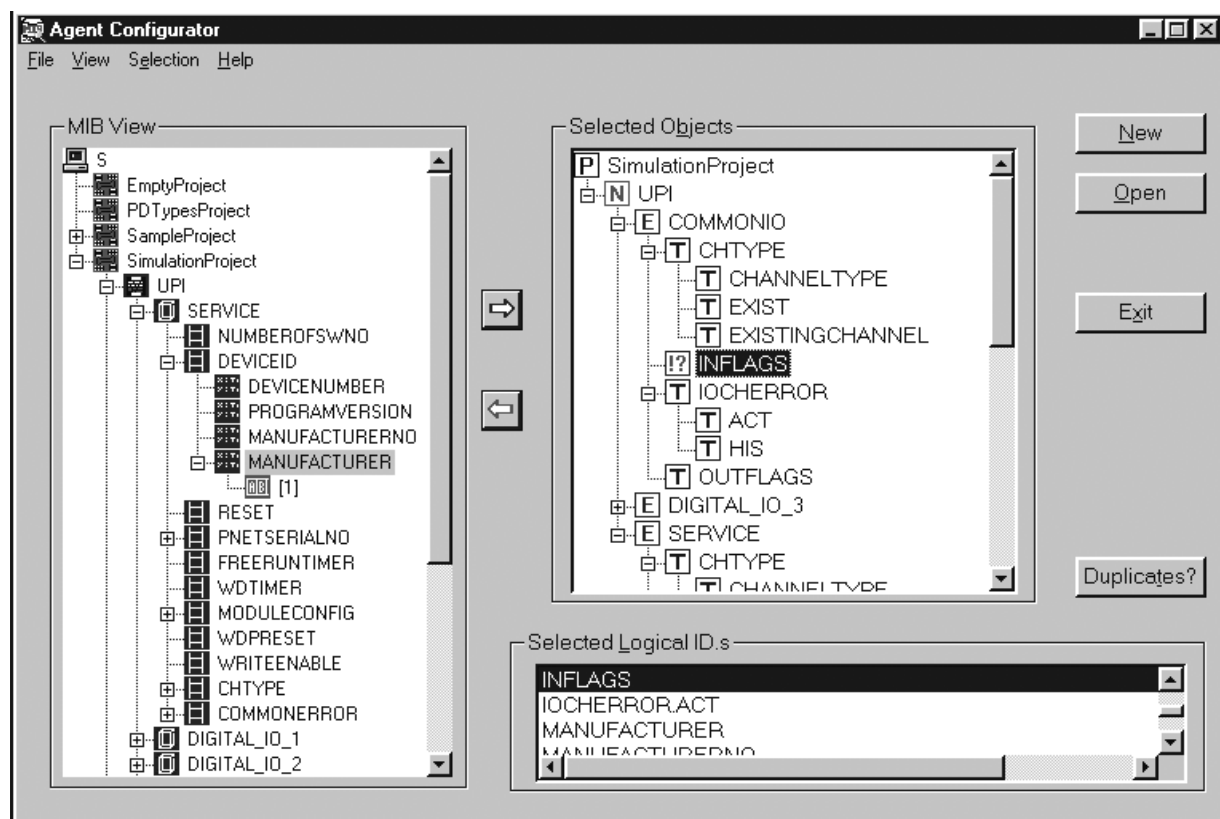 Agent Configurator
File View Selection Help
MIB View
S
EmptyProject
PDTypesProject
SampleProject
SimulationProject
UPI
SERVICE
NUMBEROFSWNO
DEVICEID
DEVICENUMBER
PROGRAMVERSION
MANUFACTURERNO
MANUFACTURER
[1]
RESET
PNETSERIALNO
FREERUNTIMER
WDTIMER
MODULECONFIG
WDPRESET
WRITEENABLE
CHTYPE
COMMONERROR
DIGITAL_IO_1
DIGITAL_IO_2
Selected Objects
P SimulationProject
N UPI
E COMMONIO
T CHTYPE
T CHANNELTYPE
T EXIST
T EXISTINGCHANNEL
!? INFLAGS
T IOCHERROR
T ACT
T HIS
T OUTFLAGS
E DIGITAL_IO_3
E SERVICE
T CHTYPE
T CHANNELTYPE
New
Open
Exit
Duplicates?
Selected Logical ID.s
INFLAGS
IOCHERROR.ACT
MANUFACTURER
MANUFACTURERNO